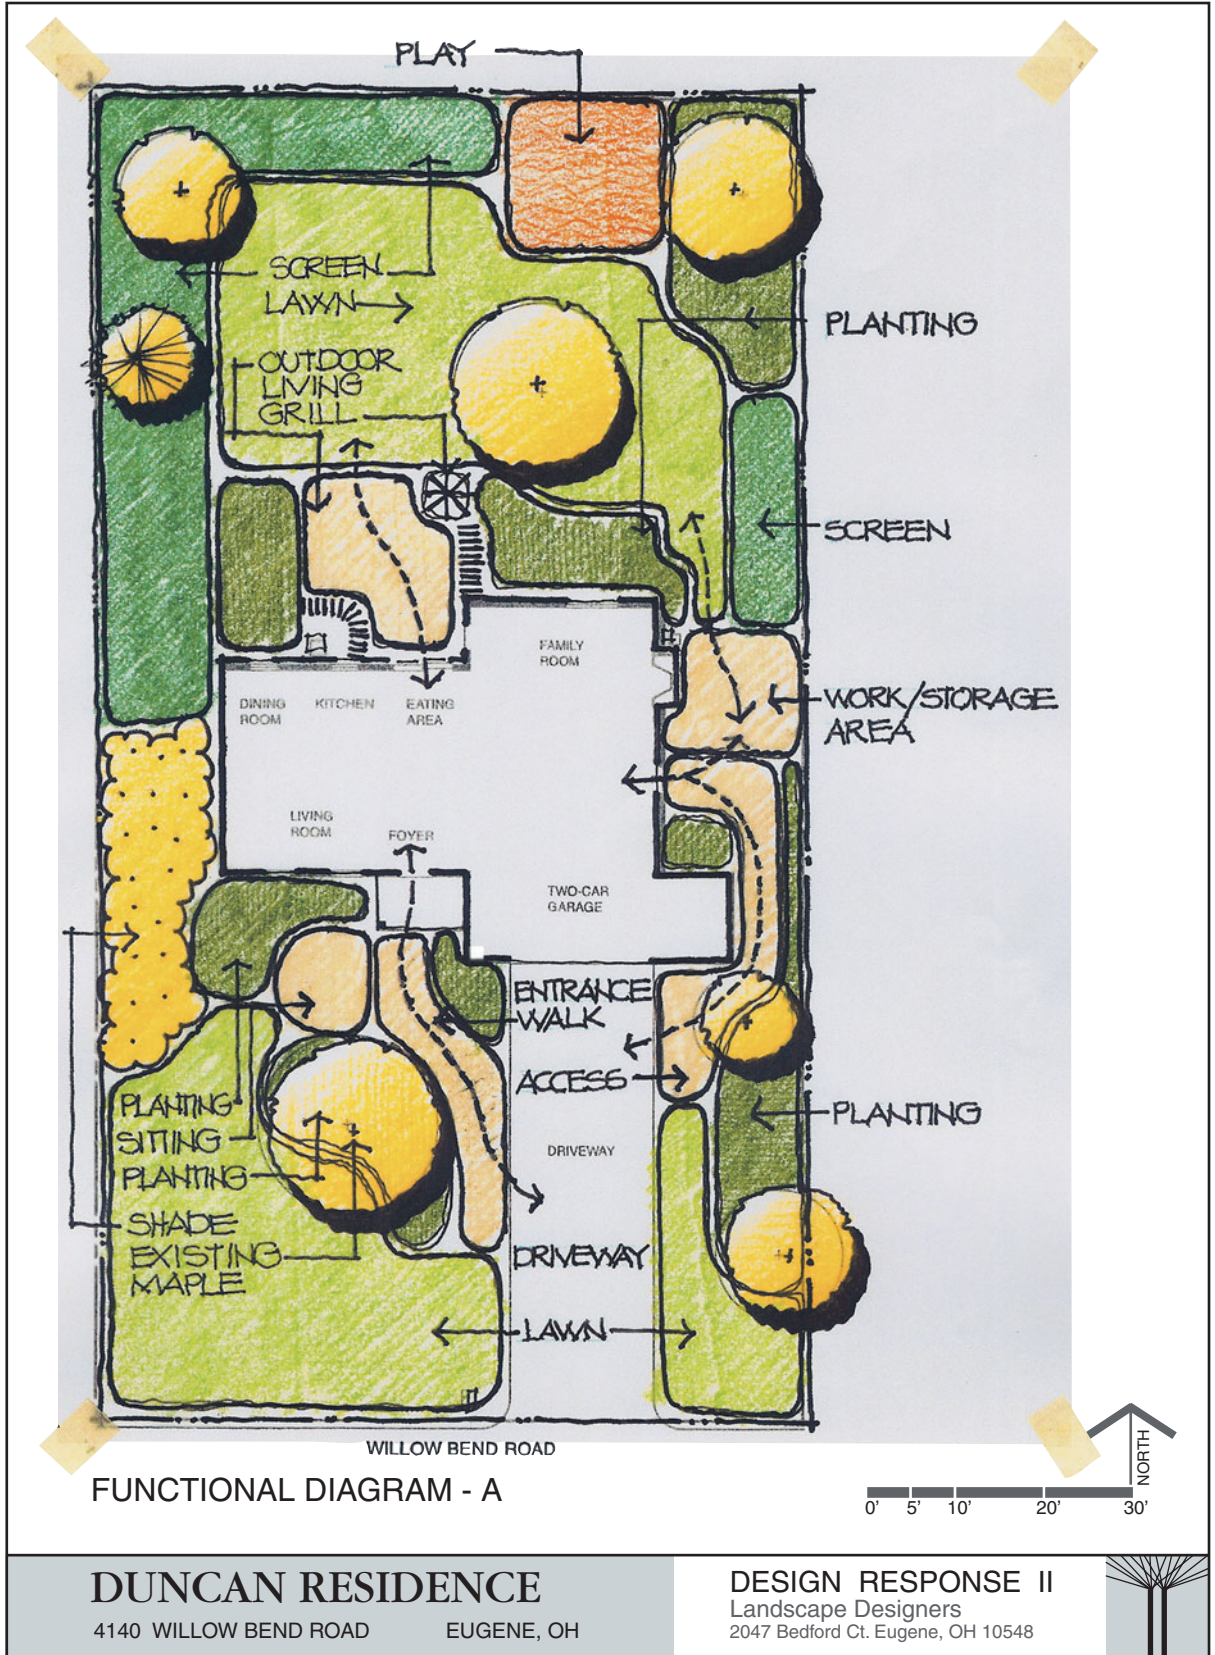 PLAY
SCREEN
LAWN
OUTDOOR
LIVING
GRILL
PLANTING
SCREEN
FAMILY
ROOM
DINING
ROOM
KITCHEN
EATING
AREA
WORK/STORAGE
AREA
LIVING
ROOM
FOYER
TWO-CAR
GARAGE
ENTRANCE
WALK
ACCESS
PLANTING
SITTING
PLANTING
SHADE
EXISTING
MAPLE
PLANTING
DRIVEWAY
DRIVEWAY
LAWN
WILLOW BEND ROAD
FUNCTIONAL DIAGRAM - A
NORTH
0' 5' 10' 20' 30'
DUNCAN RESIDENCE
4140 WILLOW BEND ROAD EUGENE, OH
DESIGN RESPONSE II
Landscape Designers
2047 Bedford Ct. Eugene, OH 10548